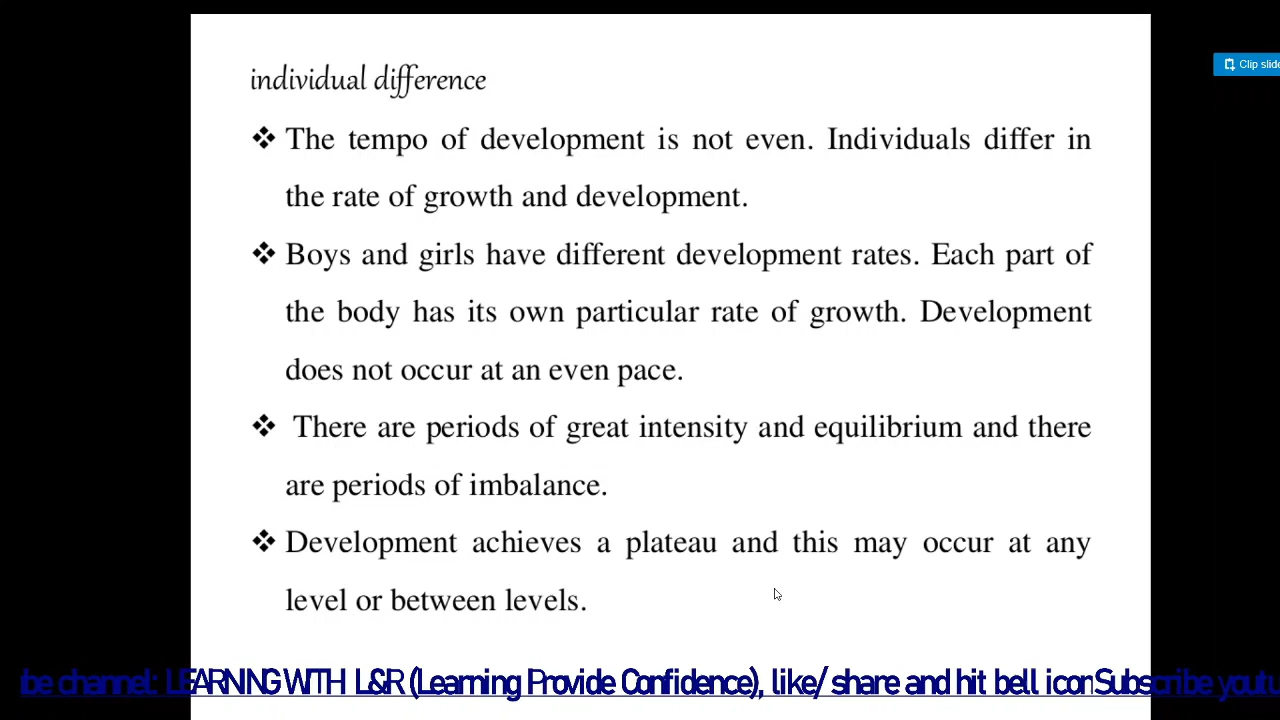 individual difference
Clip slide
❖ The tempo of development is not even. Individuals differ in
the rate of growth and development.
❖ Boys and girls have different development rates. Each part of
the body has its own particular rate of growth. Development
does not occur at an even pace.
❖ There are periods of great intensity and equilibrium and there
are periods of imbalance.
❖ Development achieves a plateau and this may occur at any
level or between levels.
be channel: LEARNING WITH L&R (Learning Provide Confidence), like/ share and hit bell icon Subscribe youtu